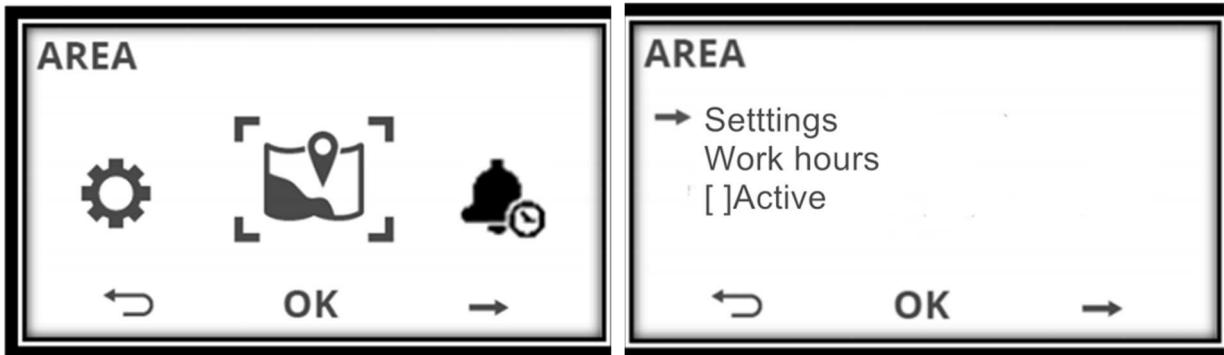 AREA
OK
AREA
Setttings
Work hours
[ ]Active
OK